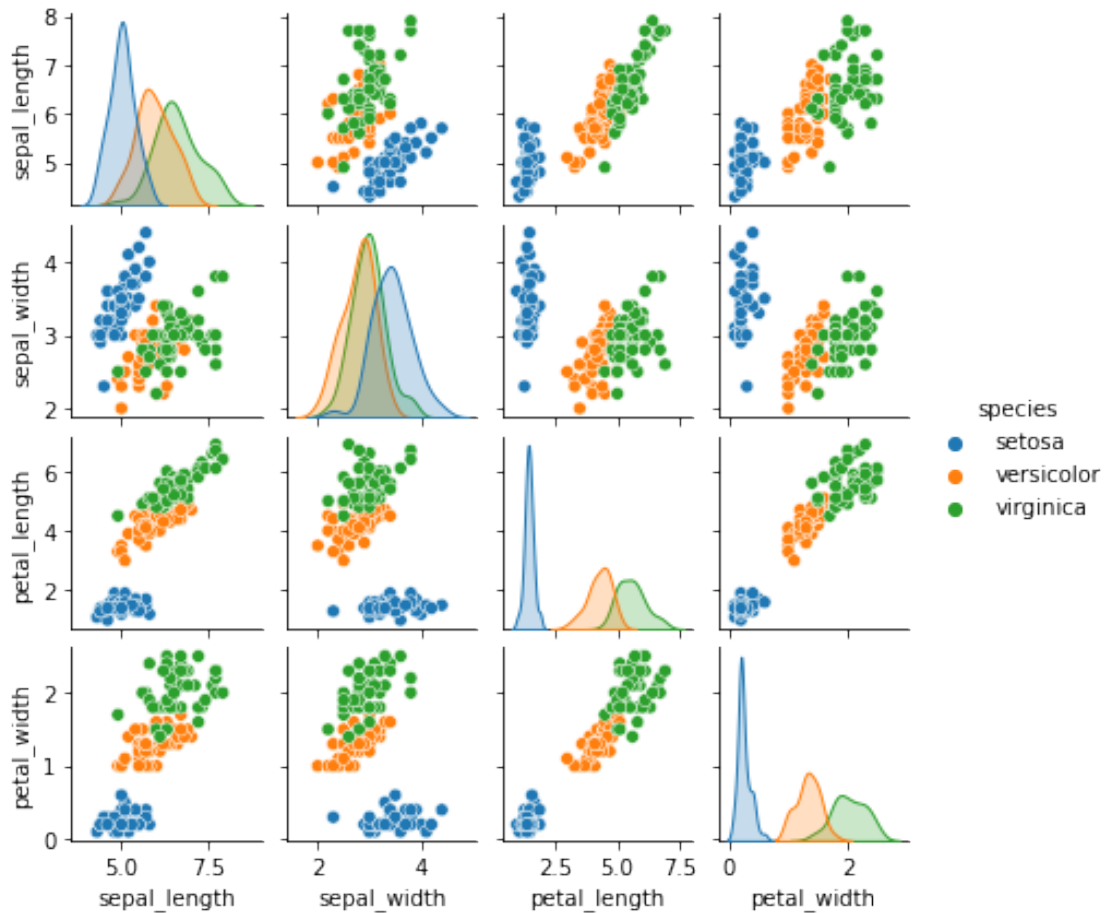 8
7
6
5
sepal_length
4
3
2
sepal_width
6
4
2
petal_length
2
1
0
petal_width
5.0 7.5
2 4
2.5 5.0 7.5
0 2
sepal_length
sepal_width
petal_length
petal_width
species
setosa
versicolor
virginica